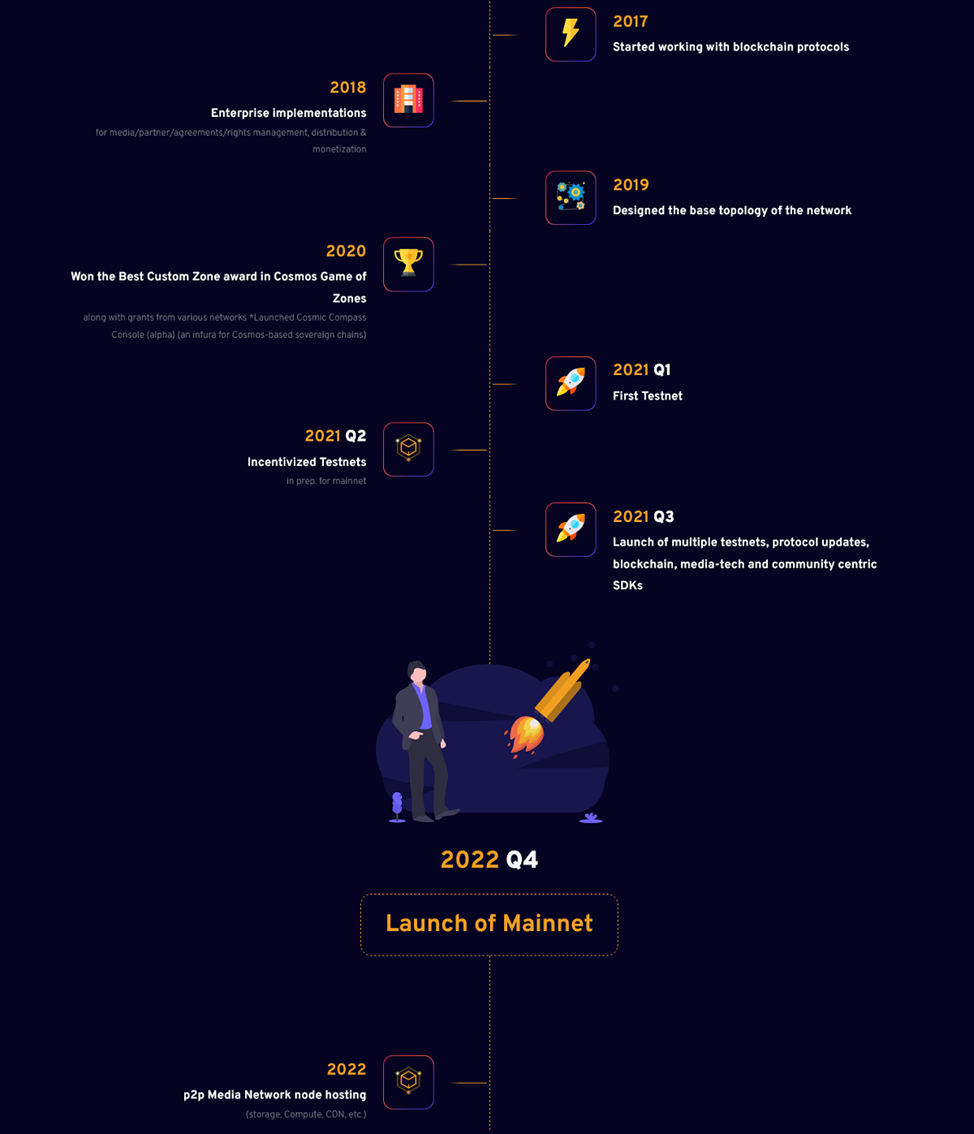 2017
Started working with blockchain protocols
2018
Enterprise implementations
for media/partner/agreements/rights management, distribution &
monetization
2019
Designed the base topology of the network
2020
Won the Best Custom Zone award in Cosmos Game of
Zones
along with grants from various networks *Launched Cosmic Compass
Console (alpha) (an infura for Cosmos-based sovereign chains)
2021 Q1
First Testnet
2021 Q2
Incentivized Testnets
in prep. for mainnet
2021 Q3
Launch of multiple testnets, protocol updates,
blockchain, media-tech and community centric
SDKs
2022 Q4
Launch of Mainnet
2022
p2p Media Network node hosting
(storage, Compute, CDN, etc.)